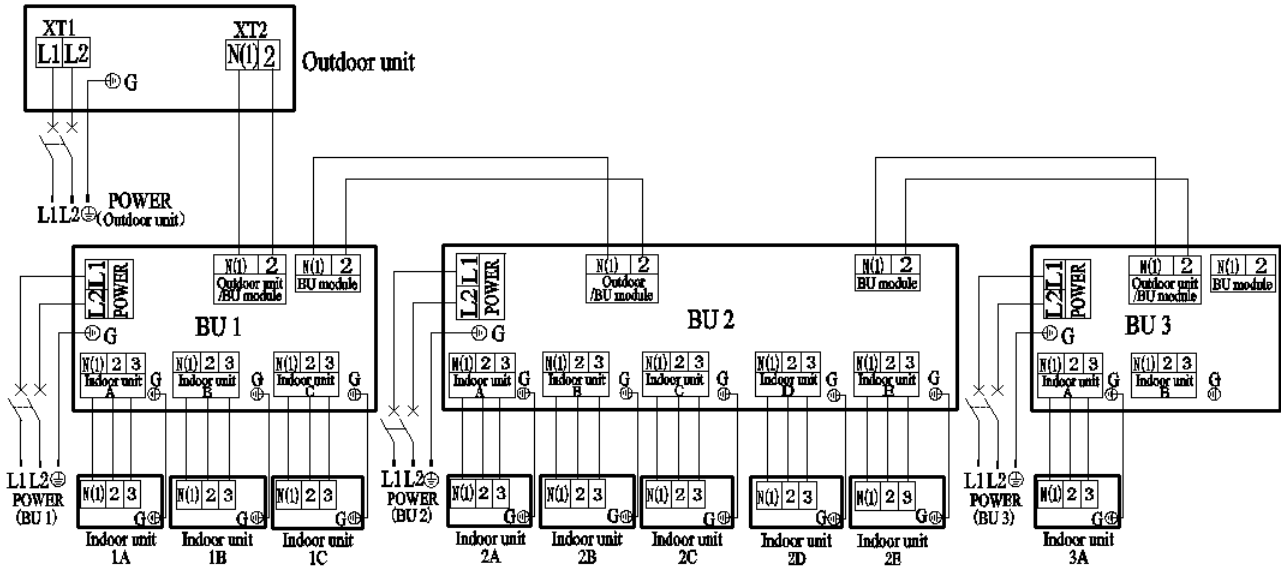 XT1
L1 L2
XT2
N(1) 2
Outdoor unit
G
L1 L2
POWER
(Outdoor unit)
L2 L1
POWER
G
N(1) 2
Outdoor unit
/BU module
N(1) 2
BU module
BU 1
N(1) 2 3
Indoor unit
A
G
N(1) 2 3
Indoor unit
B
G
N(1) 2 3
Indoor unit
C
G
L1 L2
POWER
(BU 1)
N(1) 2 3
G
Indoor unit
1A
N(1) 2 3
G
Indoor unit
1B
N(1) 2 3
G
Indoor unit
1C
L2 L1
POWER
G
N(1) 2
Outdoor
/BU module
N(1) 2
BU module
BU 2
N(1) 2 3
Indoor unit
A
G
N(1) 2 3
Indoor unit
B
G
N(1) 2 3
Indoor unit
C
G
N(1) 2 3
Indoor unit
D
G
N(1) 2 3
Indoor unit
E
G
L1 L2
POWER
(BU 2)
N(1) 2 3
G
Indoor unit
2A
N(1) 2 3
G
Indoor unit
2B
N(1) 2 3
G
Indoor unit
2C
N(1) 2 3
G
Indoor unit
2D
N(1) 2 3
G
Indoor unit
2E
L2 L1
POWER
G
N(1) 2
Outdoor unit
/BU module
N(1) 2
BU module
BU 3
N(1) 2 3
Indoor unit
A
G
N(1) 2 3
Indoor unit
B
G
L1 L2
POWER
(BU 3)
N(1) 2 3
G
Indoor unit
3A